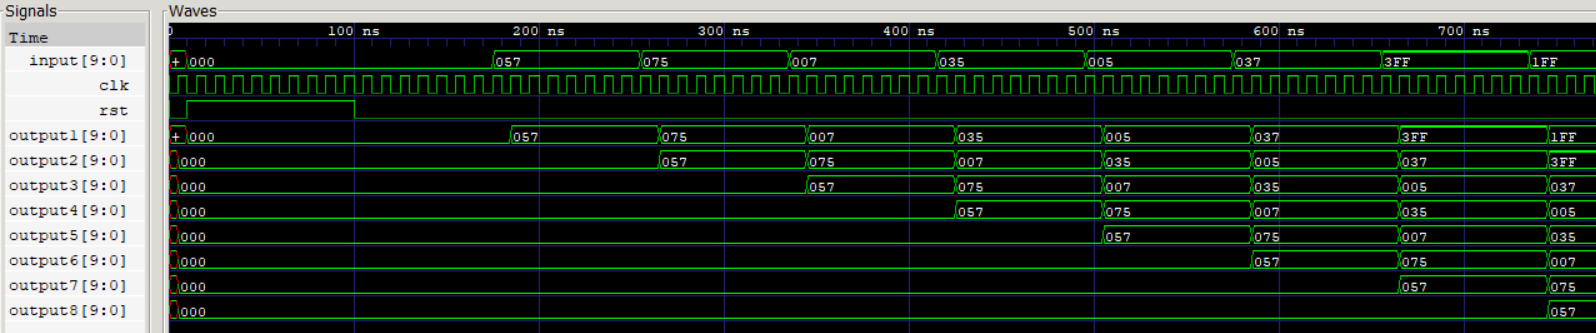 Signals Waves
Time 0 100 ns 200 ns 300 ns 400 ns 500 ns 600 ns 700 ns
input[9:0] + 000 057 075 007 035 005 037 3FF 1FF
clk
rst
output1[9:0] + 000 057 075 007 035 005 037 3FF 1FF
output2[9:0] 000 057 075 007 035 005 037 3FF
output3[9:0] 000 057 075 007 035 005 037
output4[9:0] 000 057 075 007 035 005
output5[9:0] 000 057 075 007 035
output6[9:0] 000 057 075 007
output7[9:0] 000 057 075
output8[9:0] 000 057